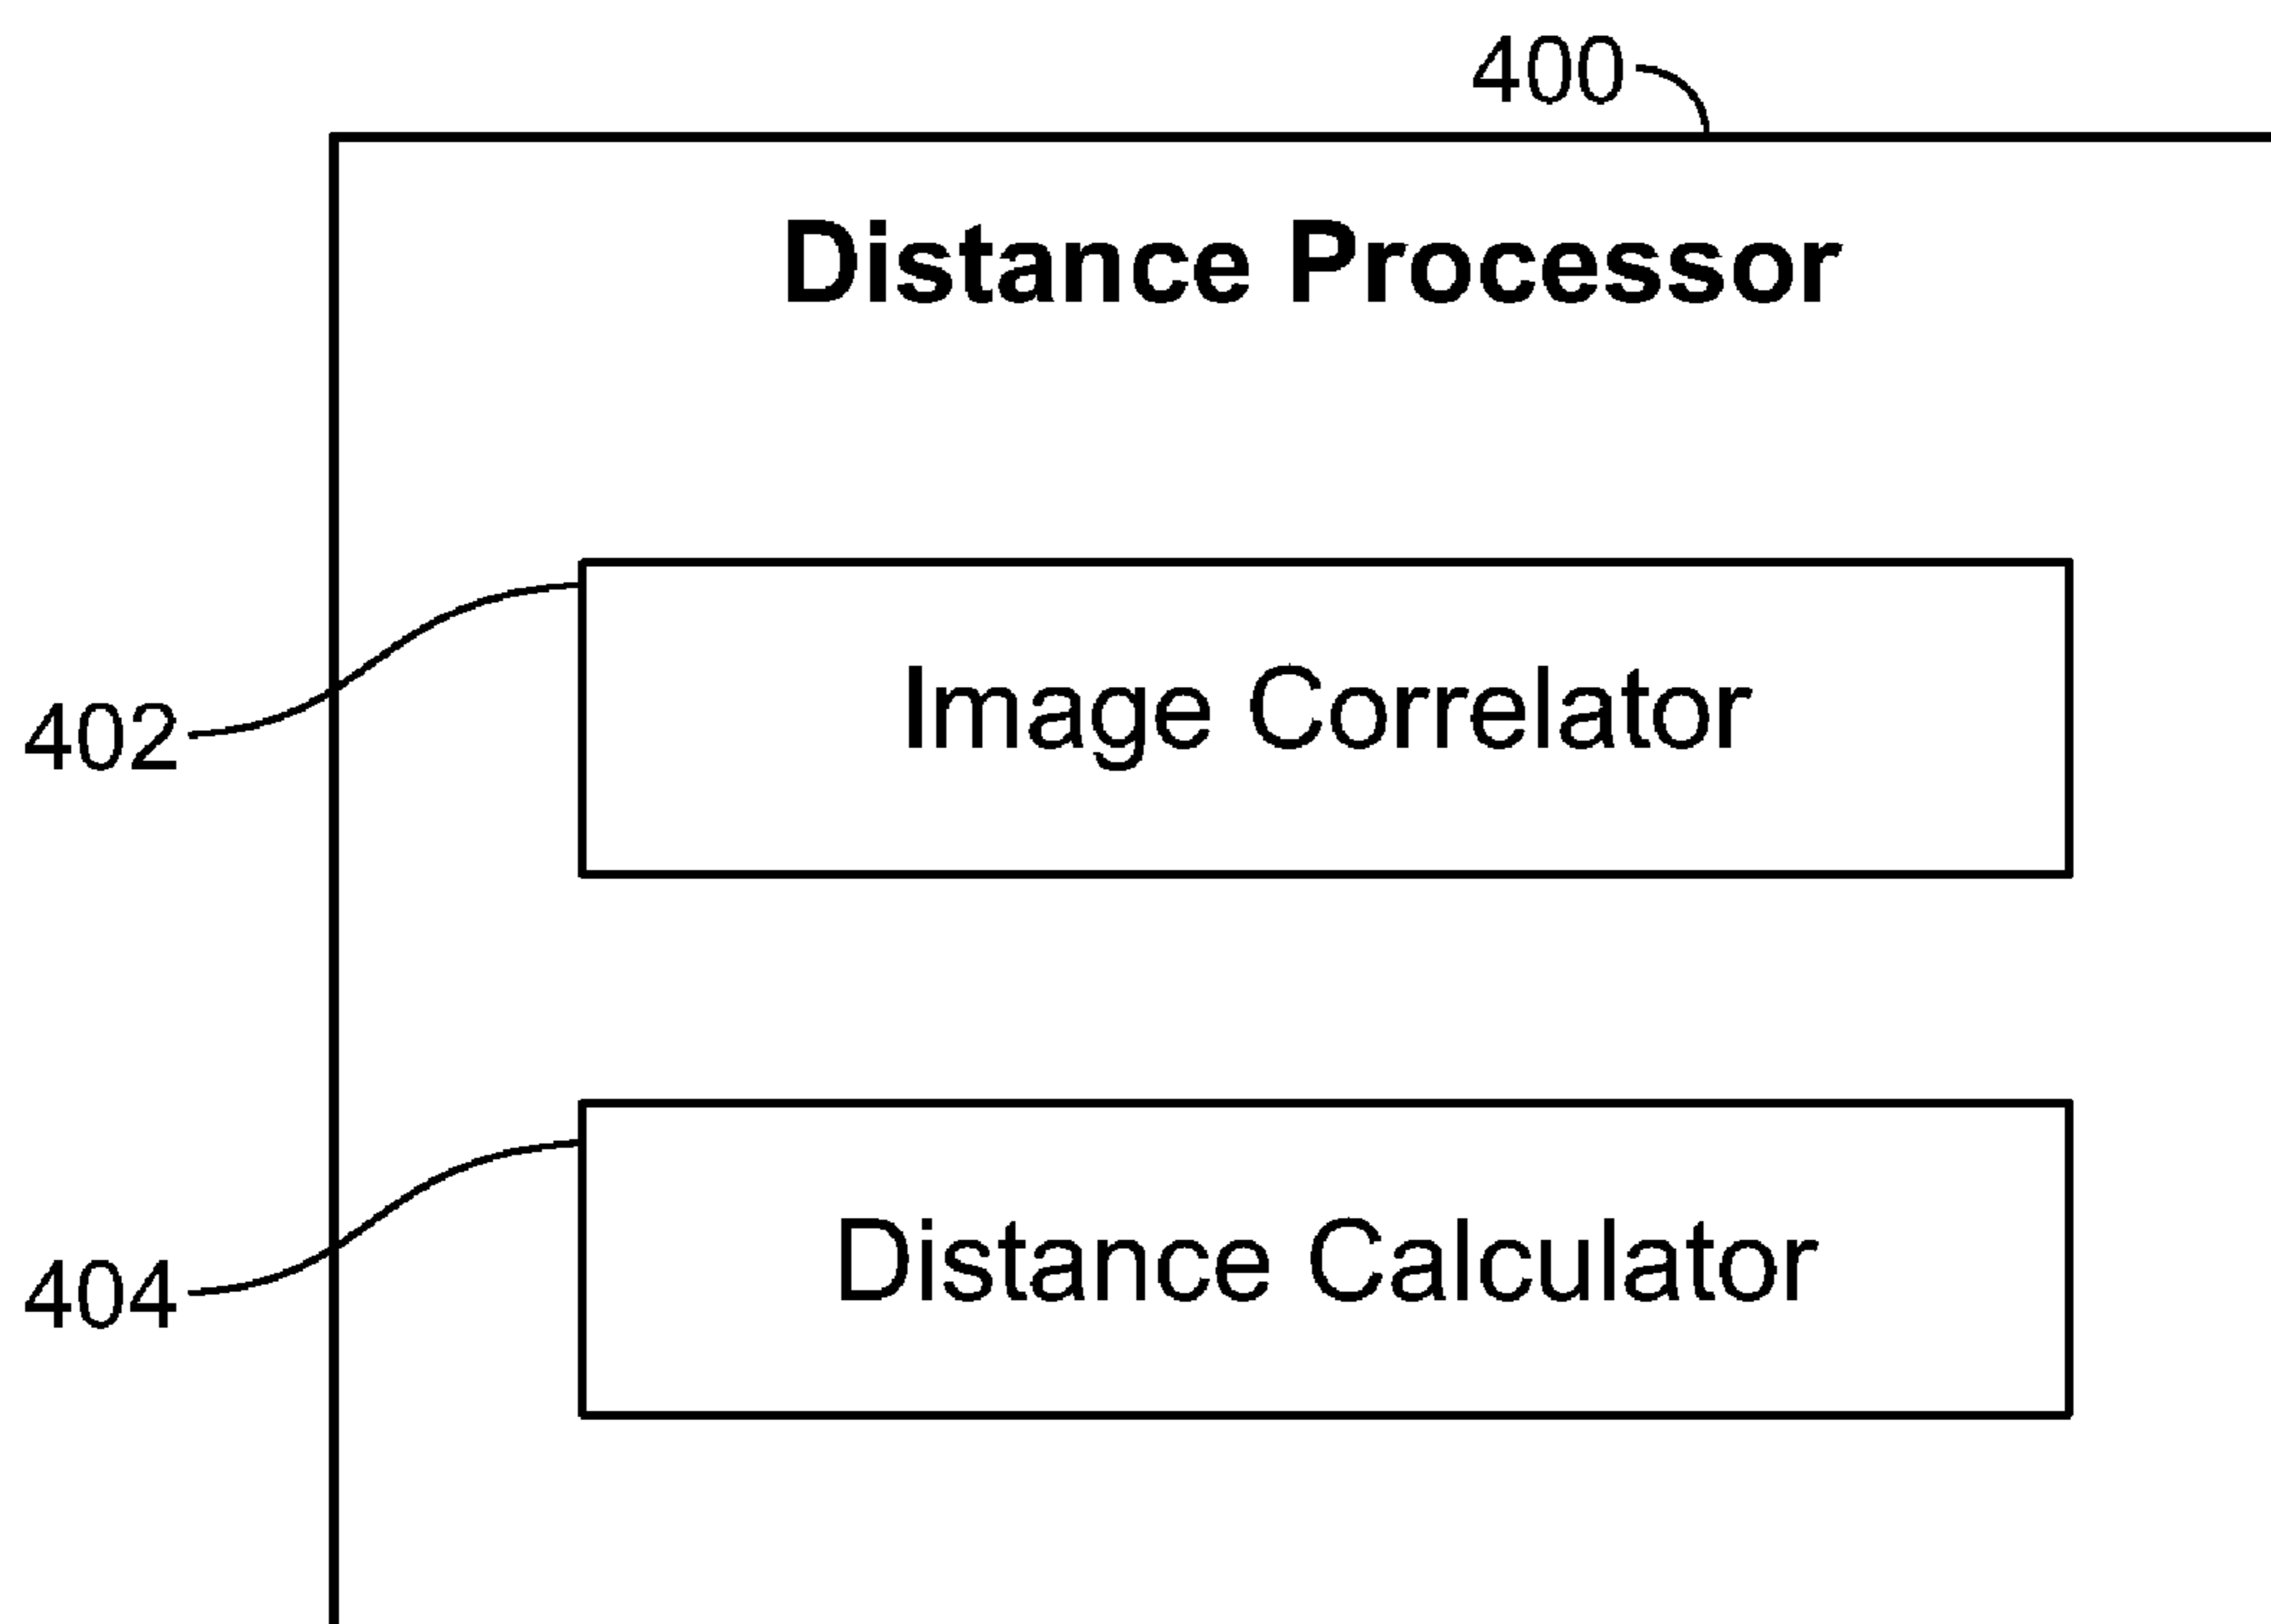 400
Distance Processor
Image Correlator
402
Distance Calculator
404